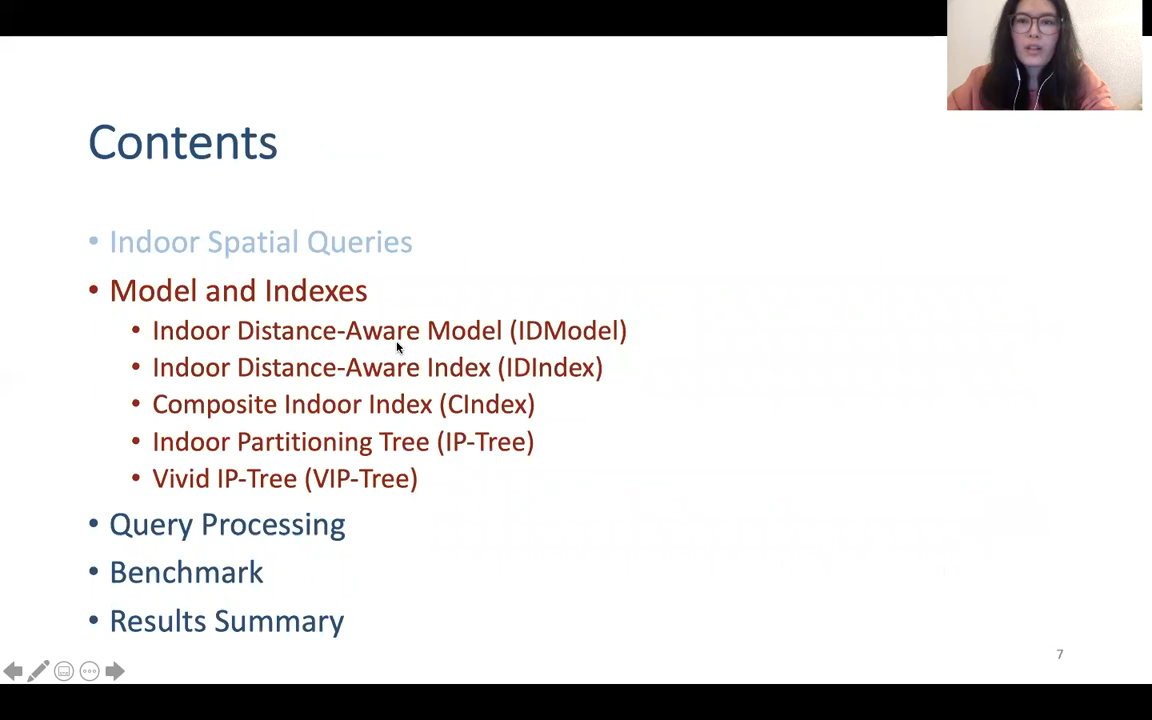 Contents
• Indoor Spatial Queries
• Model and Indexes
• Indoor Distance-Aware Model (IDModel)
• Indoor Distance-Aware Index (IDIndex)
• Composite Indoor Index (CIndex)
• Indoor Partitioning Tree (IP-Tree)
• Vivid IP-Tree (VIP-Tree)
• Query Processing
• Benchmark
• Results Summary
7